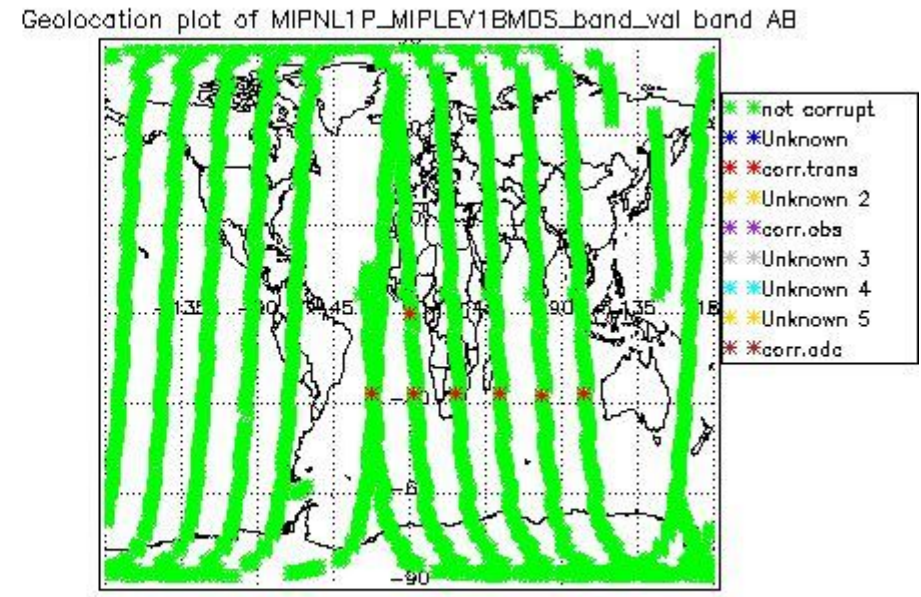 Geolocation plot of MIPNL1P_MIPLEV1BMDS_band_val band AB
not corrupt
Unknown
corr.trans
Unknown 2
corr.obs
Unknown 3
Unknown 4
Unknown 5
corr.adc
-135
-45
90
135
-90